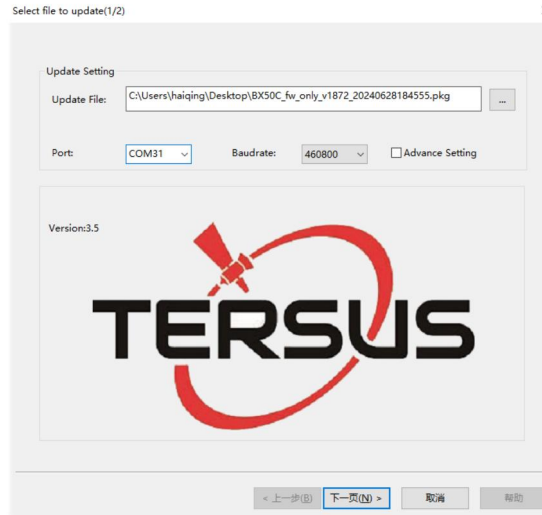 Select file to update(1/2)
Update Setting
Update File: C:\Users\haiqing\Desktop\BX50C_fw_only_v1872_20240628184555.pkg ...
Port: COM31 Baudrate: 460800 Advance Setting
Version:3.5
TERSUS
< 上一步(B) 下一页(N) > 取消 帮助